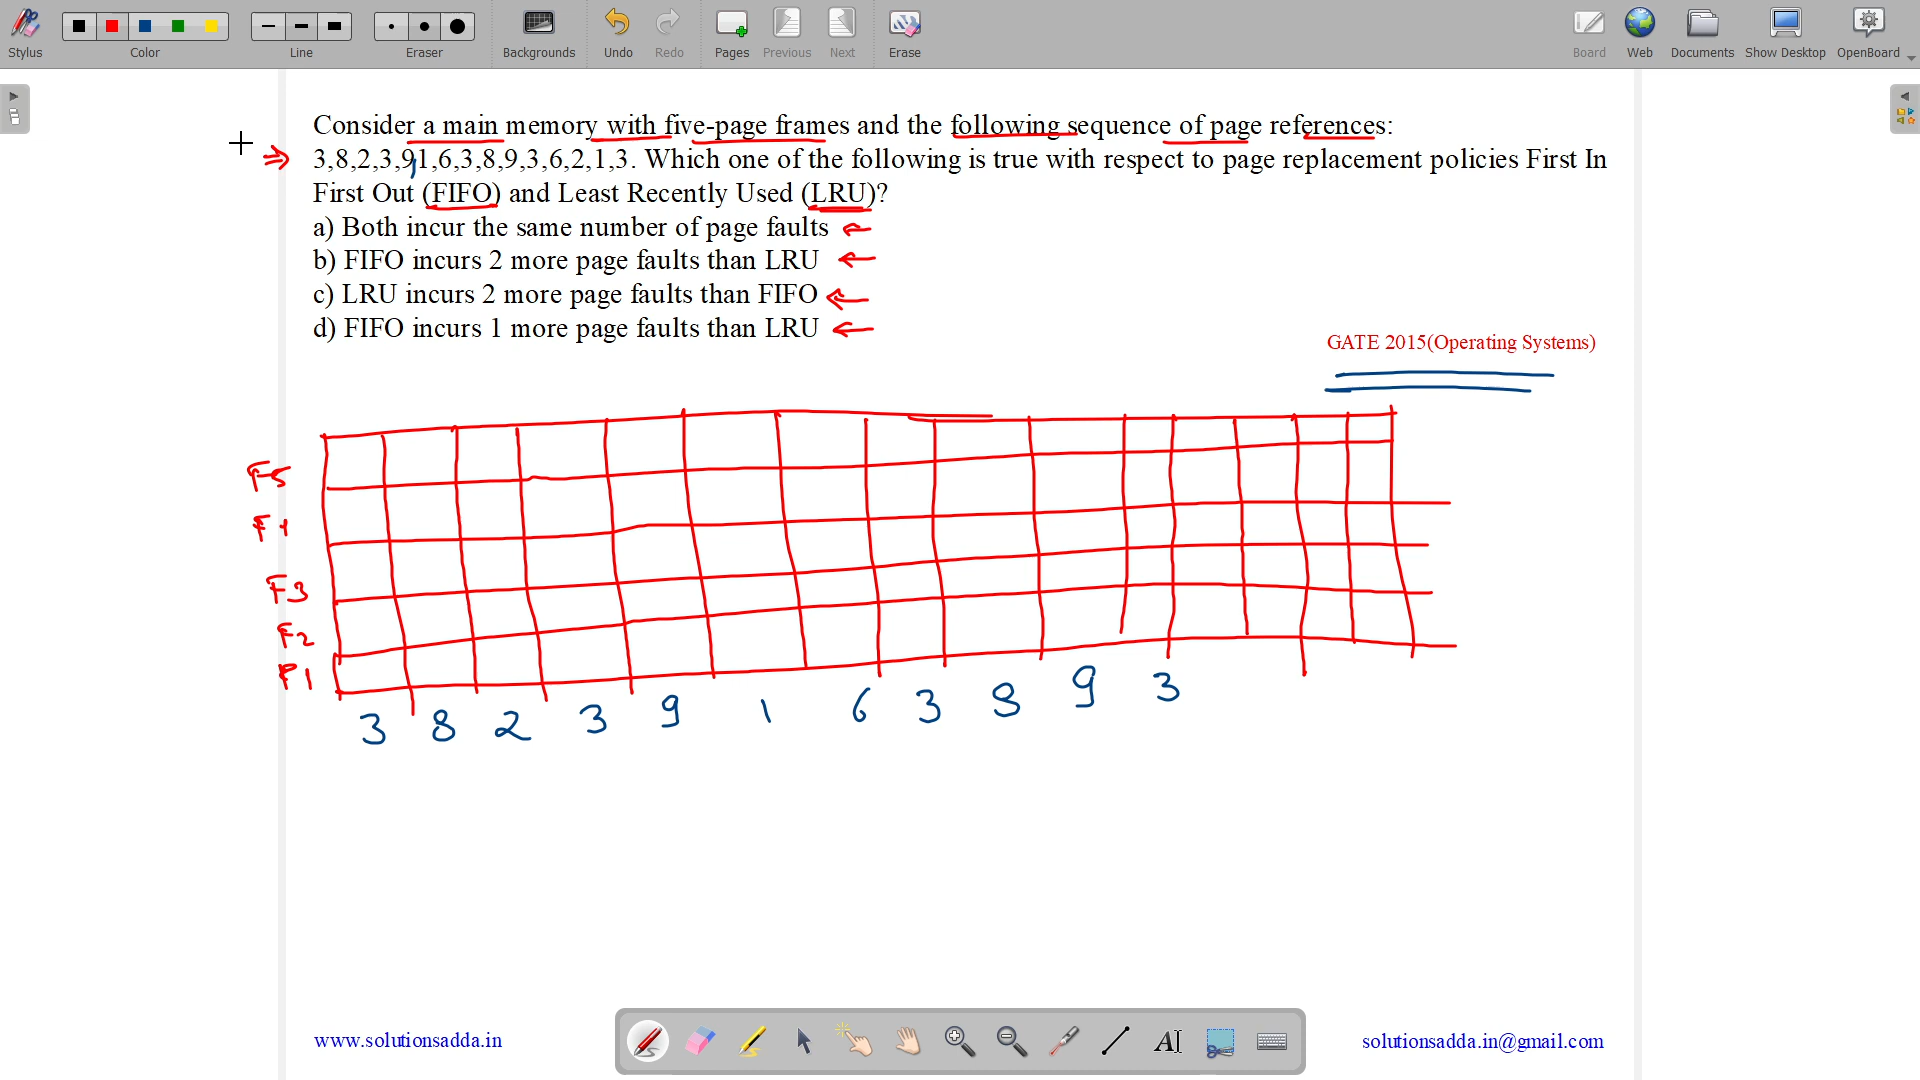 Stylus
Color
Line
Eraser
Backgrounds
Undo
Redo
Pages
Previous
Next
Erase
Board
Web
Documents
Show Desktop
OpenBoard
Consider a main memory with five-page frames and the following sequence of page references:
3,8,2,3,9,1,6,3,8,9,3,6,2,1,3. Which one of the following is true with respect to page replacement policies First In
First Out (FIFO) and Least Recently Used (LRU)?
a) Both incur the same number of page faults
b) FIFO incurs 2 more page faults than LRU
c) LRU incurs 2 more page faults than FIFO
d) FIFO incurs 1 more page faults than LRU
GATE 2015(Operating Systems)
F5
F4
F3
F2
F1
3 8 2 3 9 1 6 3 8 9 3
www.solutionsadda.in
AI
solutionsadda.in@gmail.com